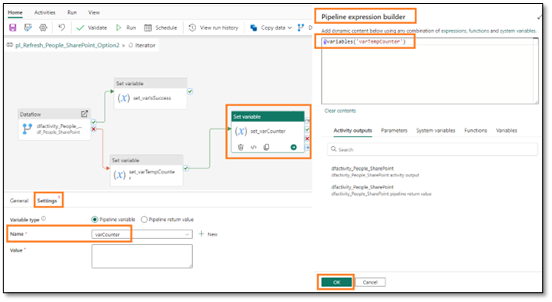 Home Activities Run View
Validate Run Schedule View run history Copy data
pl_Refresh_People_SharePoint_Option2 > Iterator
Set variable
(x) set_varIsSuccess
Dataflow
dfactivity_People_...
df_People_SharePoint
Set variable
(x) set_varCounter
Set variable
(x) set_varTempCounte
r
General Settings
Variable type Pipeline variable Pipeline return value
Name * varCounter + New
Value *
Pipeline expression builder
Add dynamic content below using any combination of expressions, functions and system variables.
@variables('varTempCounter')
Clear contents
Activity outputs Parameters System variables Functions Variables
Search
dfactivity_People_SharePoint
dfactivity_People_SharePoint activity output
dfactivity_People_SharePoint
dfactivity_People_SharePoint pipeline return value
OK Cancel